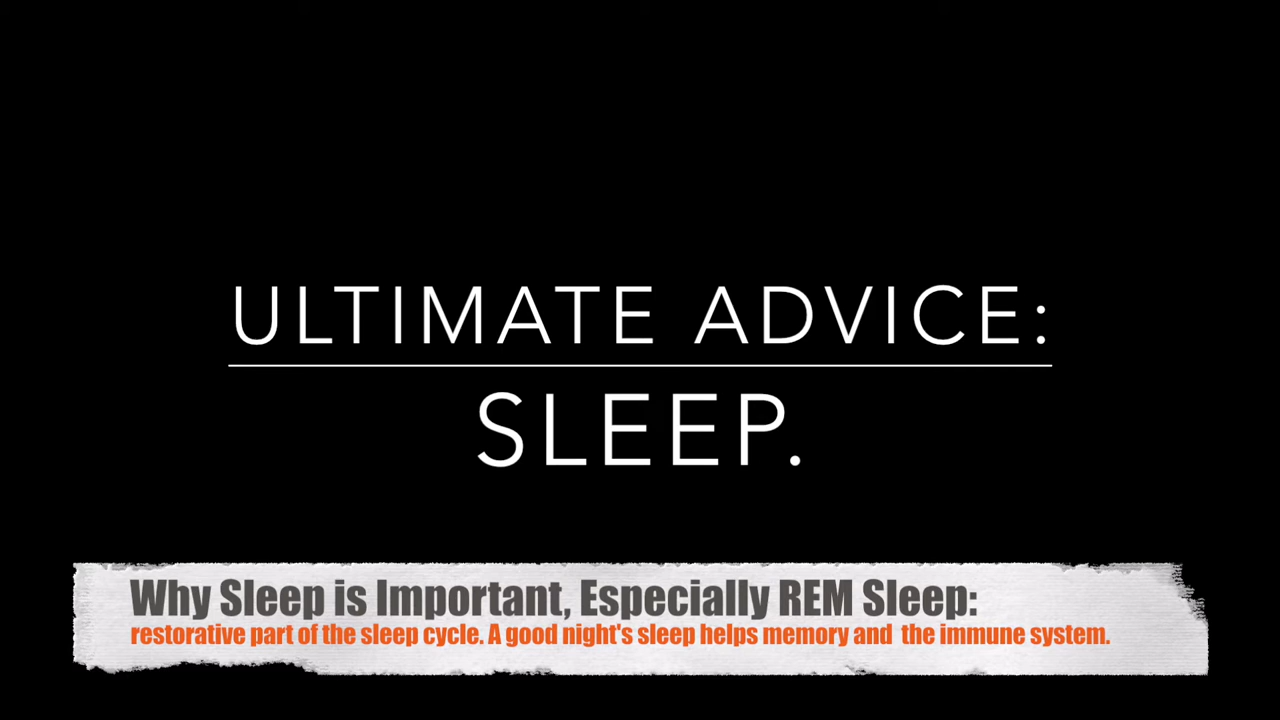 ULTIMATE ADVICE:
SLEEP.
Why Sleep is Important, Especially REM Sleep:
restorative part of the sleep cycle. A good night's sleep helps memory and  the immune system.